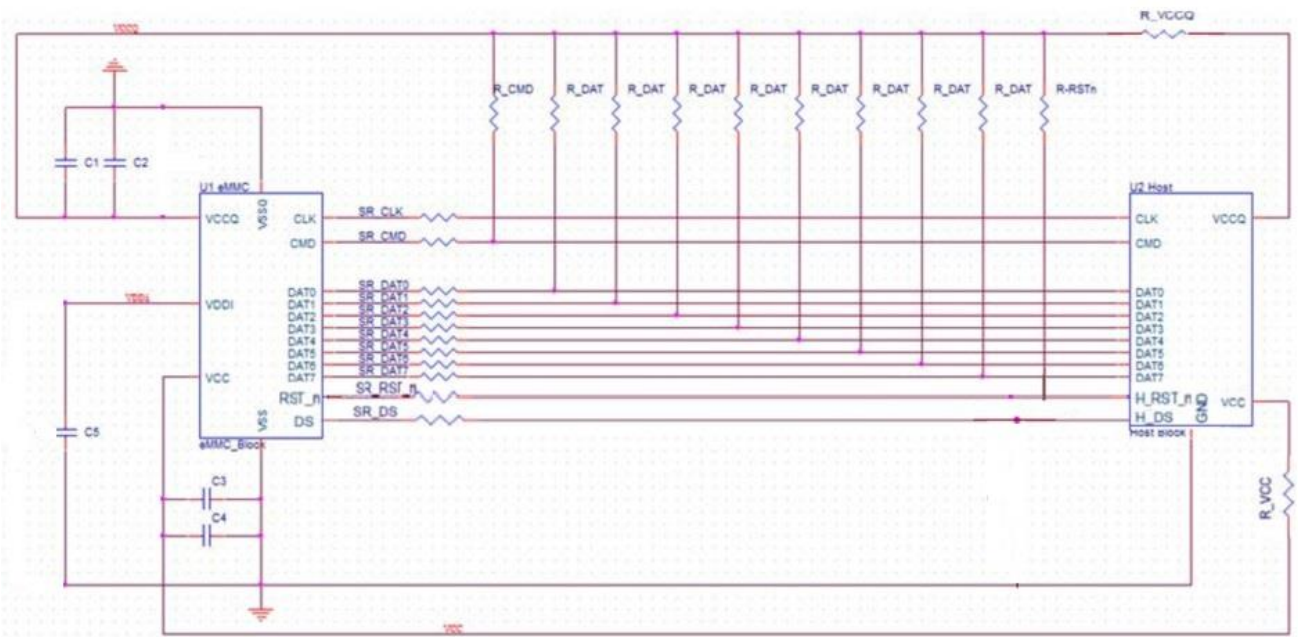 R_VCCQ
VCCQ
R_CMD R_DAT R_DAT R_DAT R_DAT R_DAT R_DAT R_DAT R_DAT R-RSTn
C1 C2
U1 eMMC
U2 Host
VCCQ VSSQ CLK SR_CLK CLK VCCQ
CMD SR_CMD CMD
DAT0 SR_DAT0 DAT0
VDDI DAT1 SR_DAT1 DAT1
DAT2 SR_DAT2 DAT2
DAT3 SR_DAT3 DAT3
DAT4 SR_DAT4 DAT4
DAT5 SR_DAT5 DAT5
DAT6 SR_DAT6 DAT6
VCC DAT7 SR_DAT7 DAT7
RST_n SR_RST_n H_RST_n GND VCC
VSS DS SR_DS H_DS
eMMC_Block
Host Block
C5
C3
C4
R_VCC
VCC